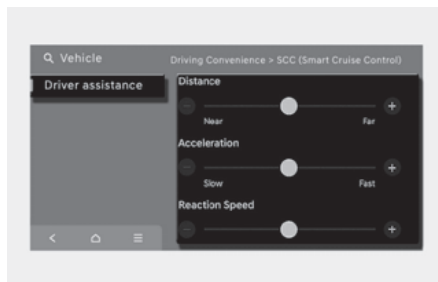 Vehicle
Driving Convenience > SCC (Smart Cruise Control)
Driver assistance
Distance
Near Far
Acceleration
Slow Fast
Reaction Speed